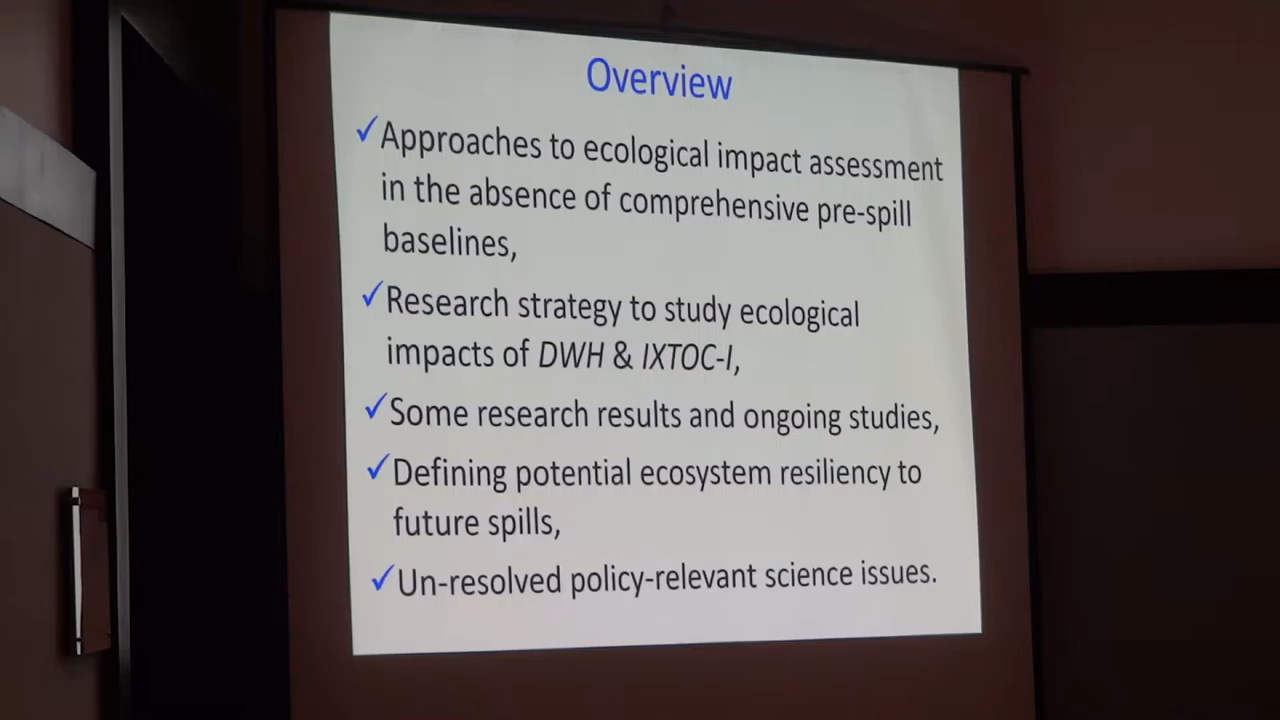 Overview
✓Approaches to ecological impact assessment
in the absence of comprehensive pre-spill
baselines,
✓Research strategy to study ecological
impacts of DWH & IXTOC-I,
✓Some research results and ongoing studies,
✓Defining potential ecosystem resiliency to
future spills,
✓Un-resolved policy-relevant science issues.